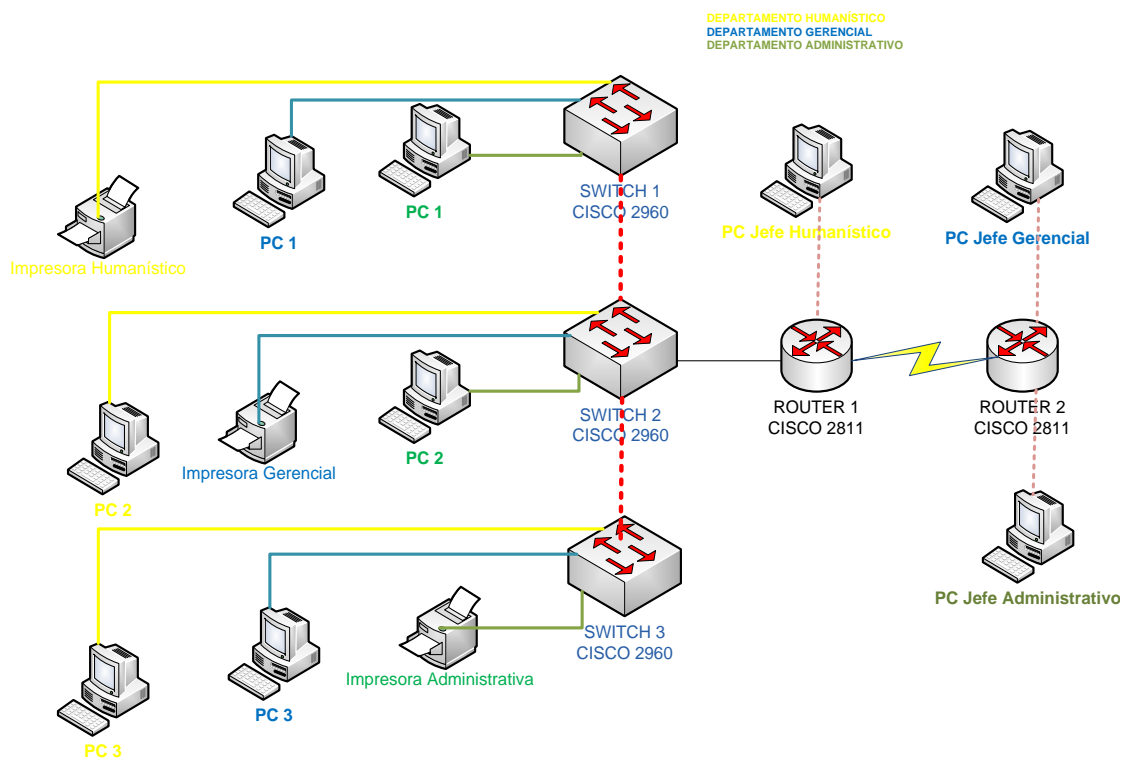 DEPARTAMENTO HUMANÍSTICO
DEPARTAMENTO GERENCIAL
DEPARTAMENTO ADMINISTRATIVO
SWITCH 1
CISCO 2960
PC 1
PC 1
Impresora Humanístico
PC Jefe Humanístico
PC Jefe Gerencial
SWITCH 2
CISCO 2960
ROUTER 1
CISCO 2811
ROUTER 2
CISCO 2811
PC 2
Impresora Gerencial
PC 2
PC Jefe Administrativo
SWITCH 3
CISCO 2960
Impresora Administrativa
PC 3
PC 3